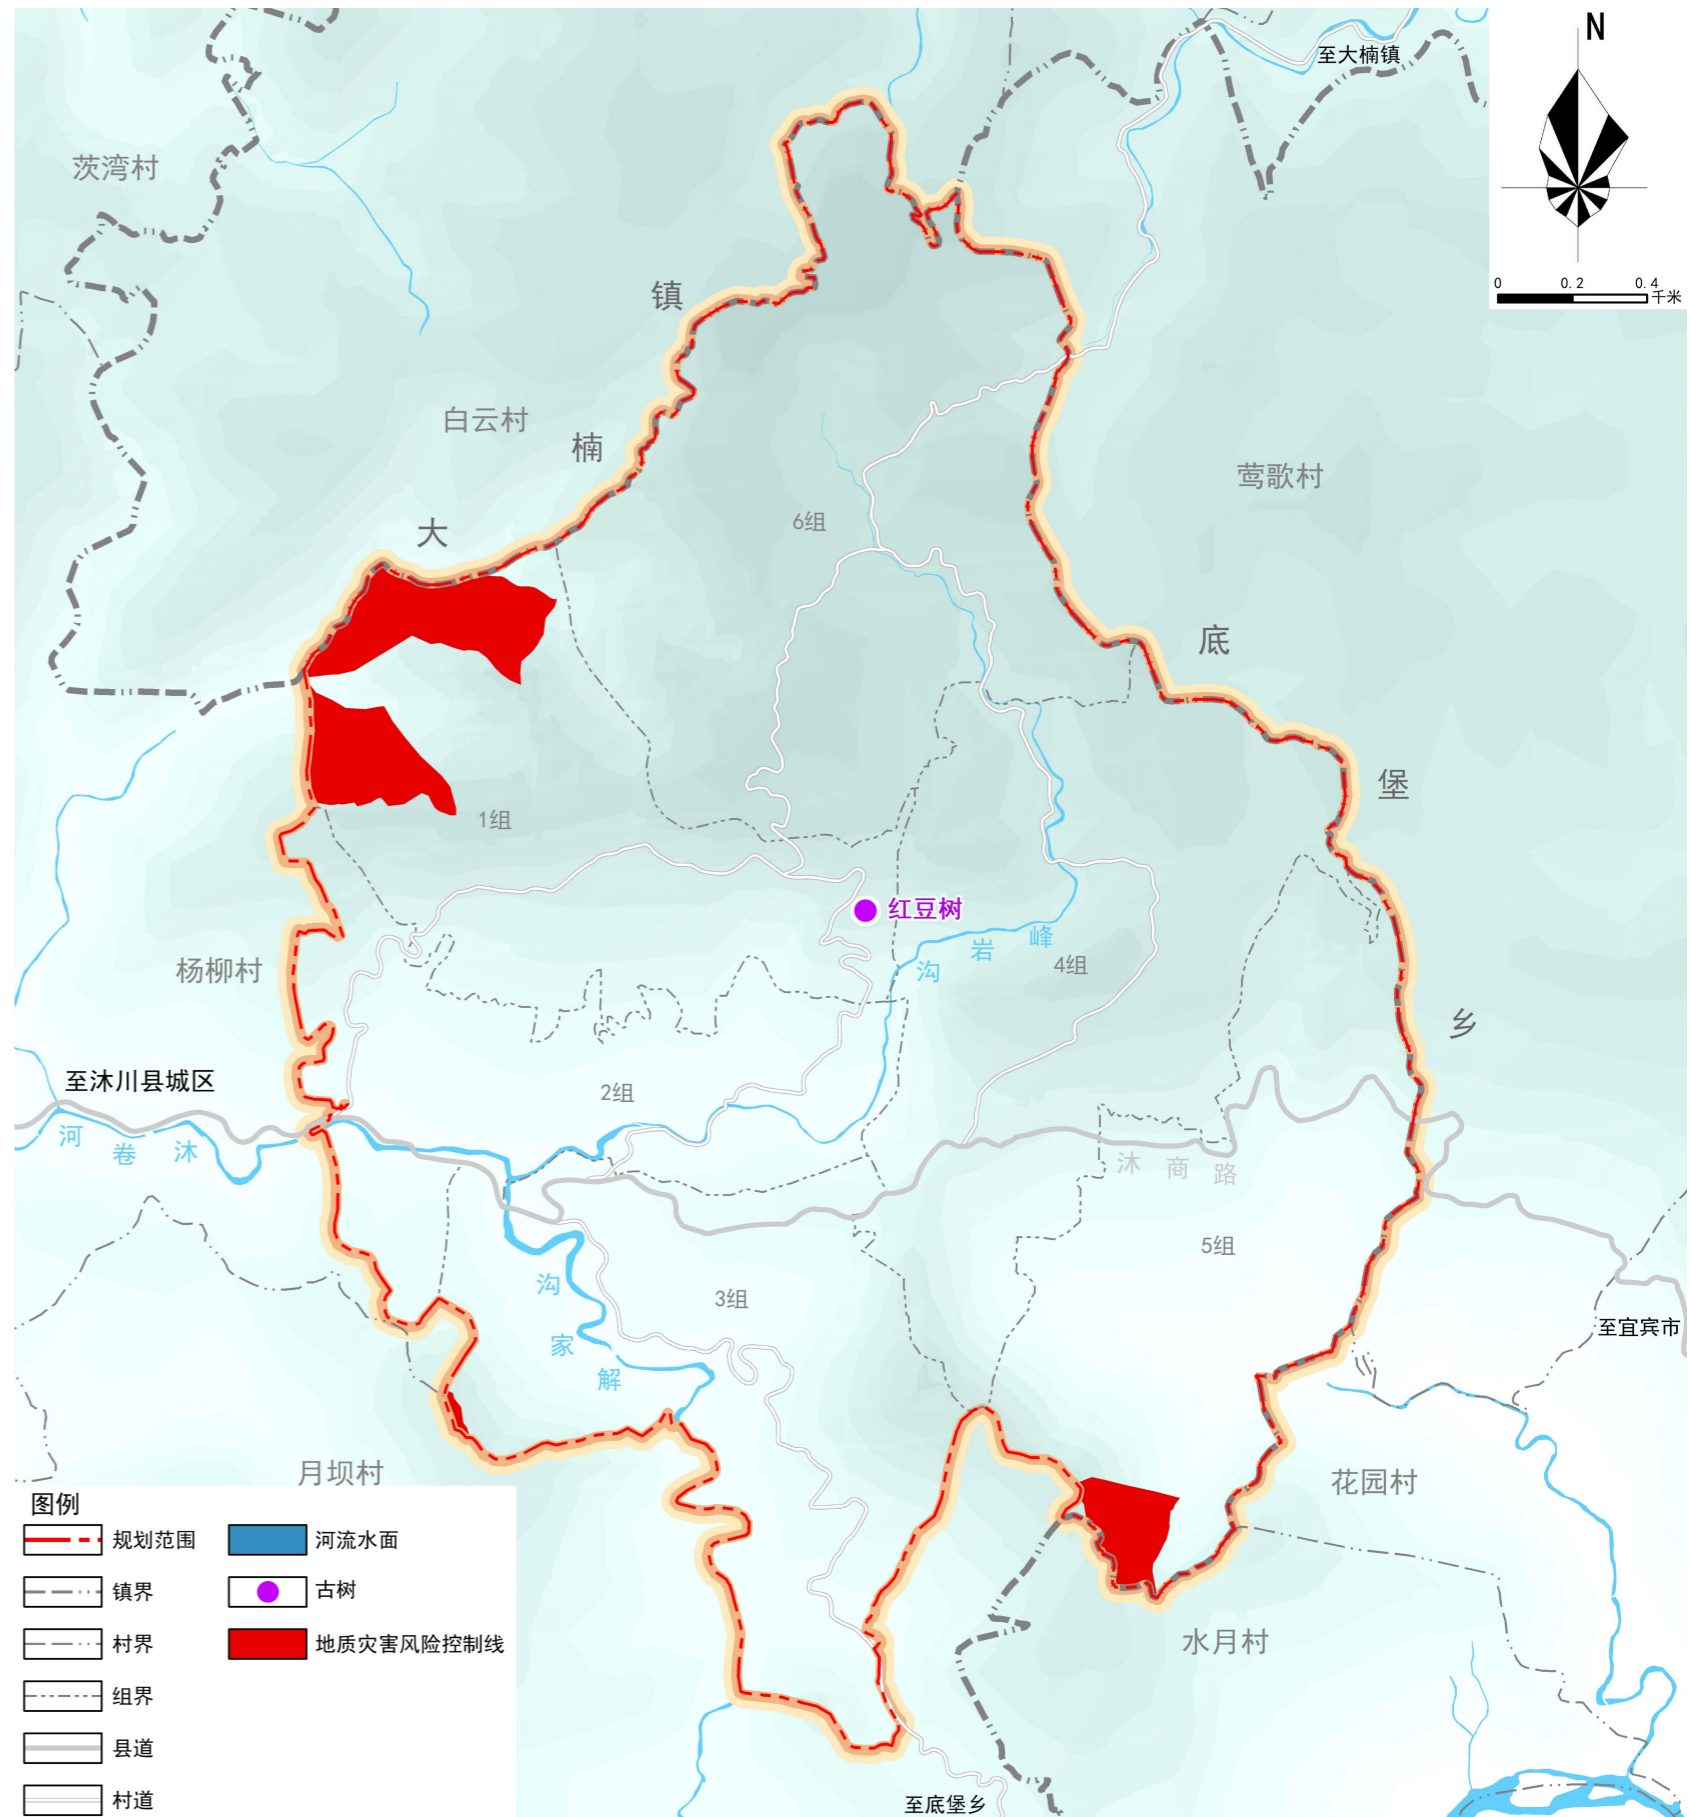 N
至大楠镇
0 0.2 0.4
千米
茨湾村
镇
白云村
楠
莺歌村
大
6组
底
堡
1组
红豆树
峰
岩
沟
4组
杨柳村
乡
至沐川县城区
2组
河 卷 沐
沐 商 路
5组
沟
3组
家
至宜宾市
解
月坝村
花园村
水月村
至底堡乡
图例
规划范围
河流水面
镇界
古树
村界
地质灾害风险控制线
组界
县道
村道